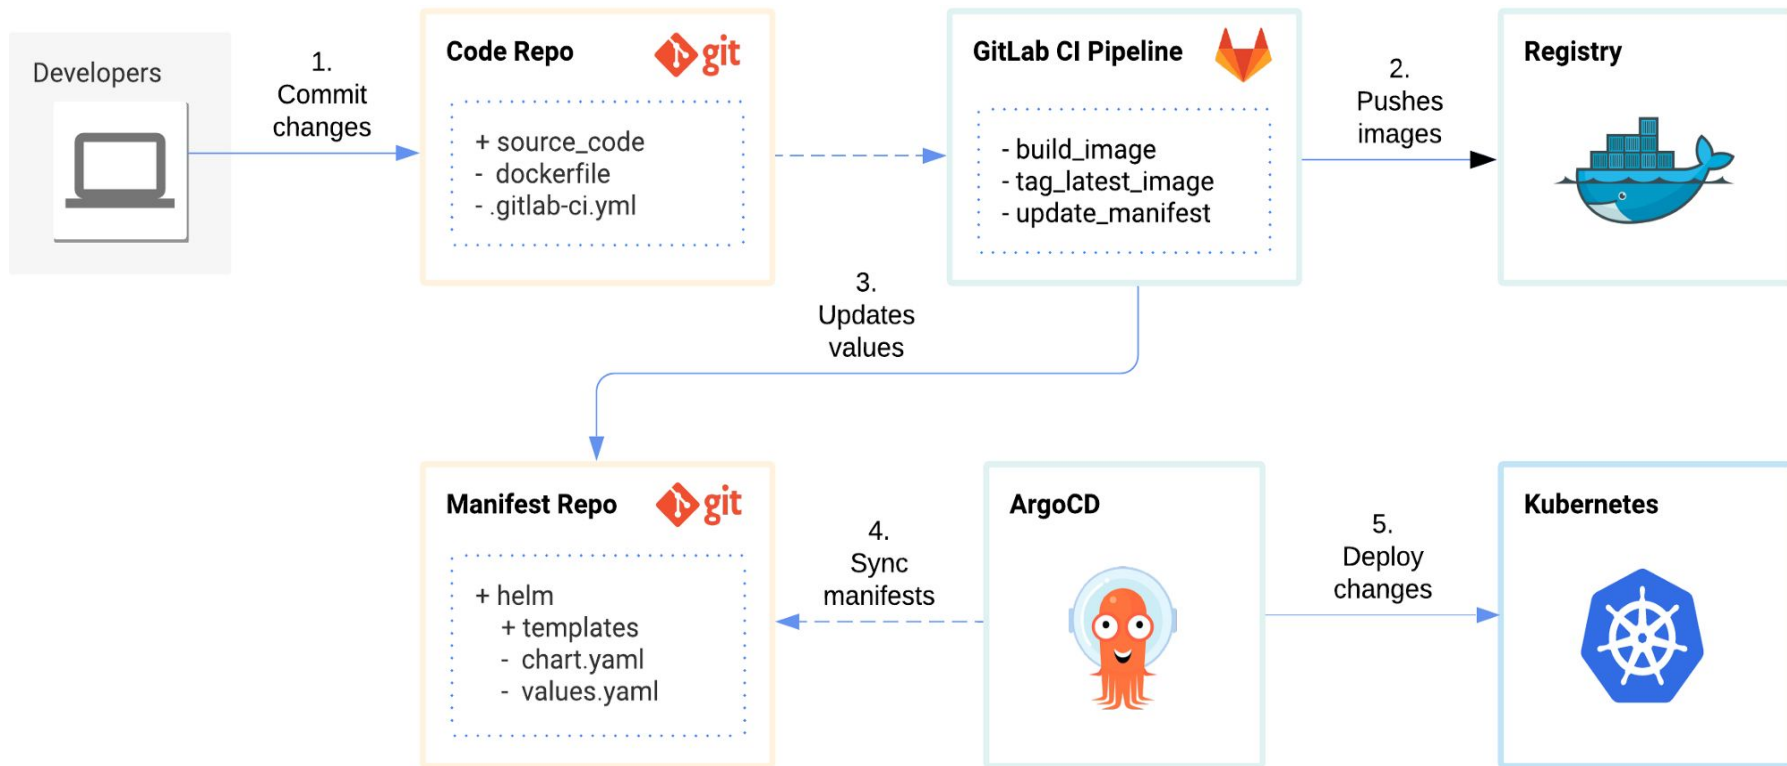 Developers
1.
Commit
changes
Code Repo
git
+ source_code
- dockerfile
- .gitlab-ci.yml
GitLab CI Pipeline
- build_image
- tag_latest_image
- update_manifest
2.
Pushes
images
Registry
3.
Updates
values
Manifest Repo
git
+ helm
+ templates
- chart.yaml
- values.yaml
4.
Sync
manifests
ArgoCD
5.
Deploy
changes
Kubernetes